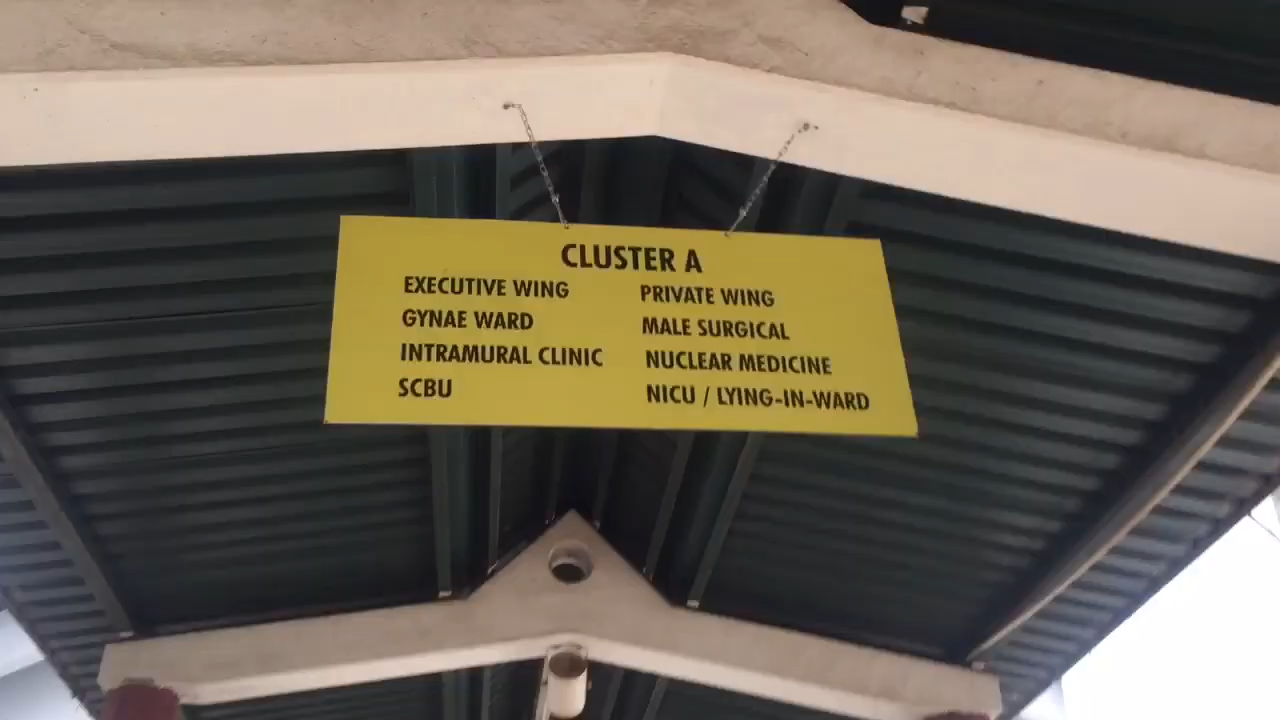 CLUSTER A
EXECUTIVE WING
GYNAE WARD
INTRAMURAL CLINIC
SCBU
PRIVATE WING
MALE SURGICAL
NUCLEAR MEDICINE
NICU / LYING-IN-WARD